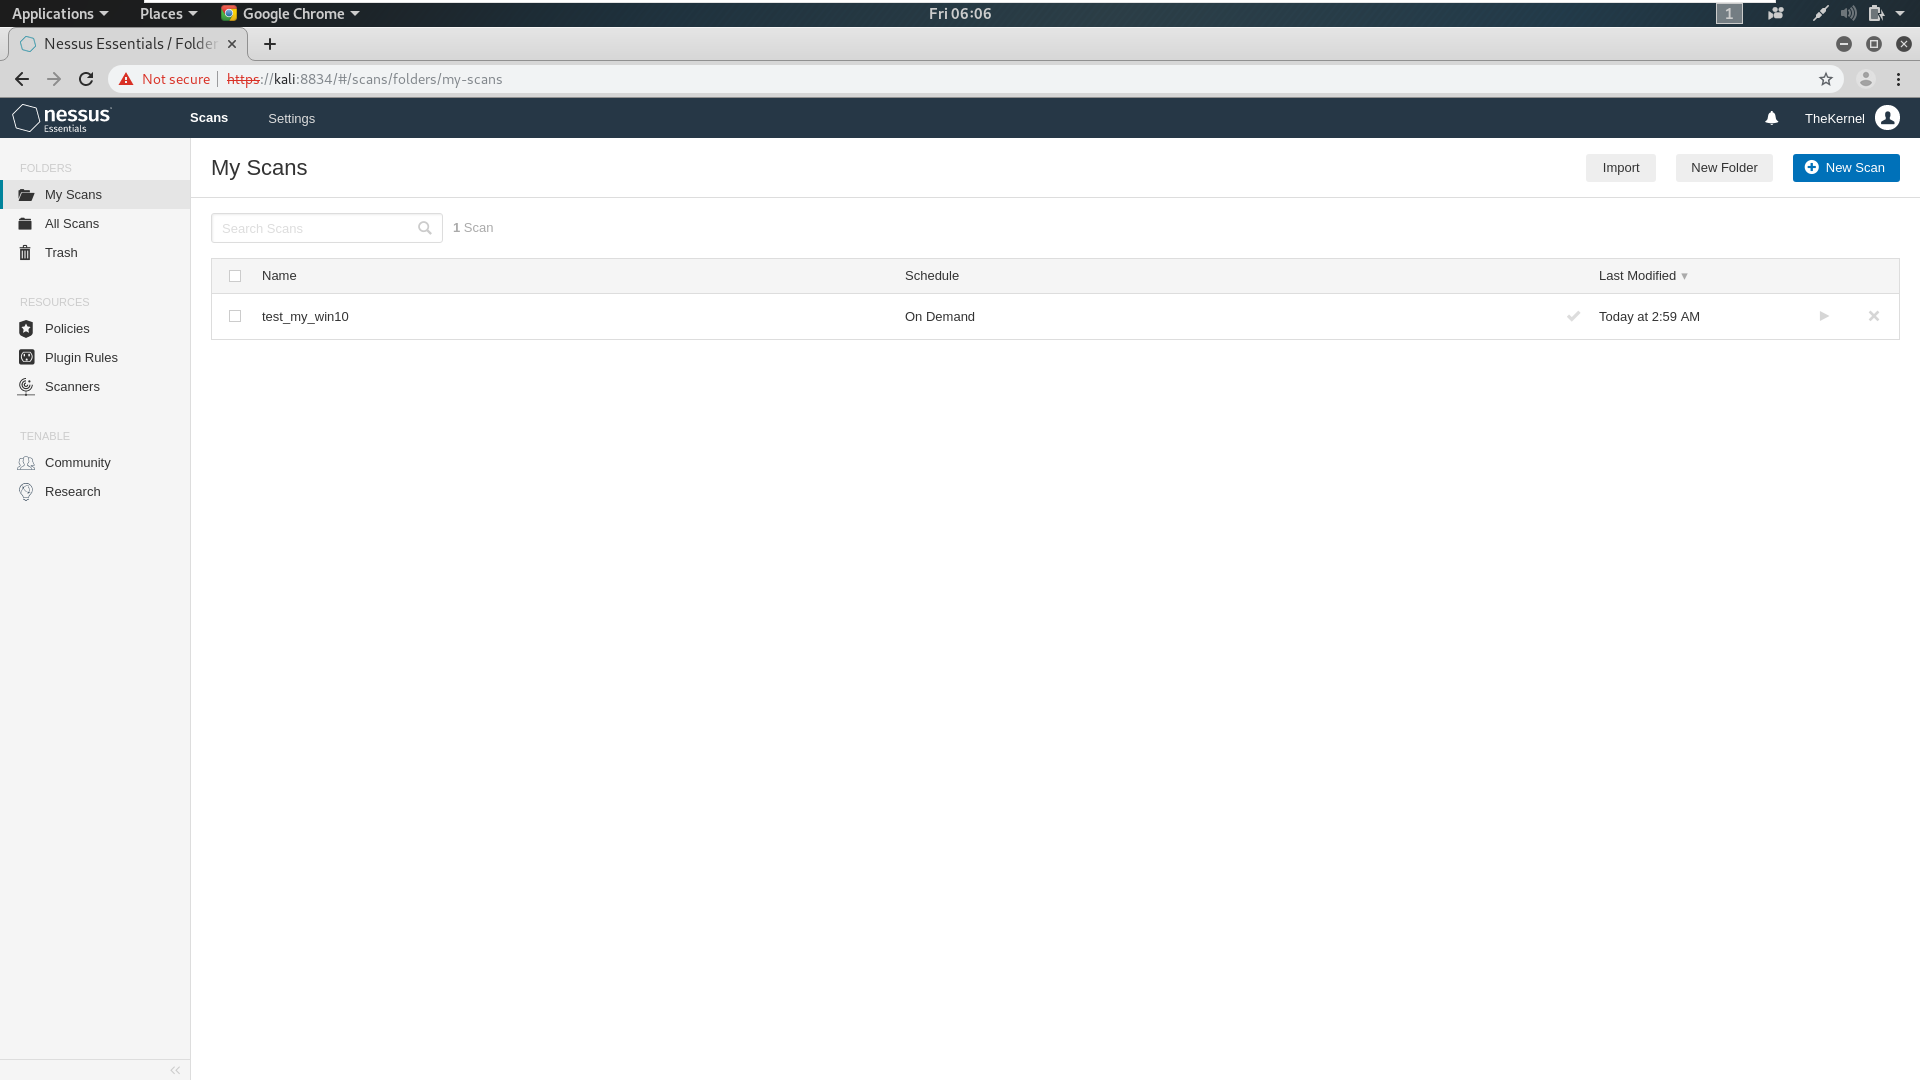 Applications Places Google Chrome Fri 06:06 1
Nessus Essentials / Folder
Not secure https://kali:8834/#/scans/folders/my-scans
nessus Essentials Scans Settings TheKernel
FOLDERS
My Scans
All Scans
Trash
RESOURCES
Policies
Plugin Rules
Scanners
TENABLE
Community
Research
My Scans Import New Folder New Scan
Search Scans 1 Scan
Name Schedule Last Modified
test_my_win10 On Demand Today at 2:59 AM